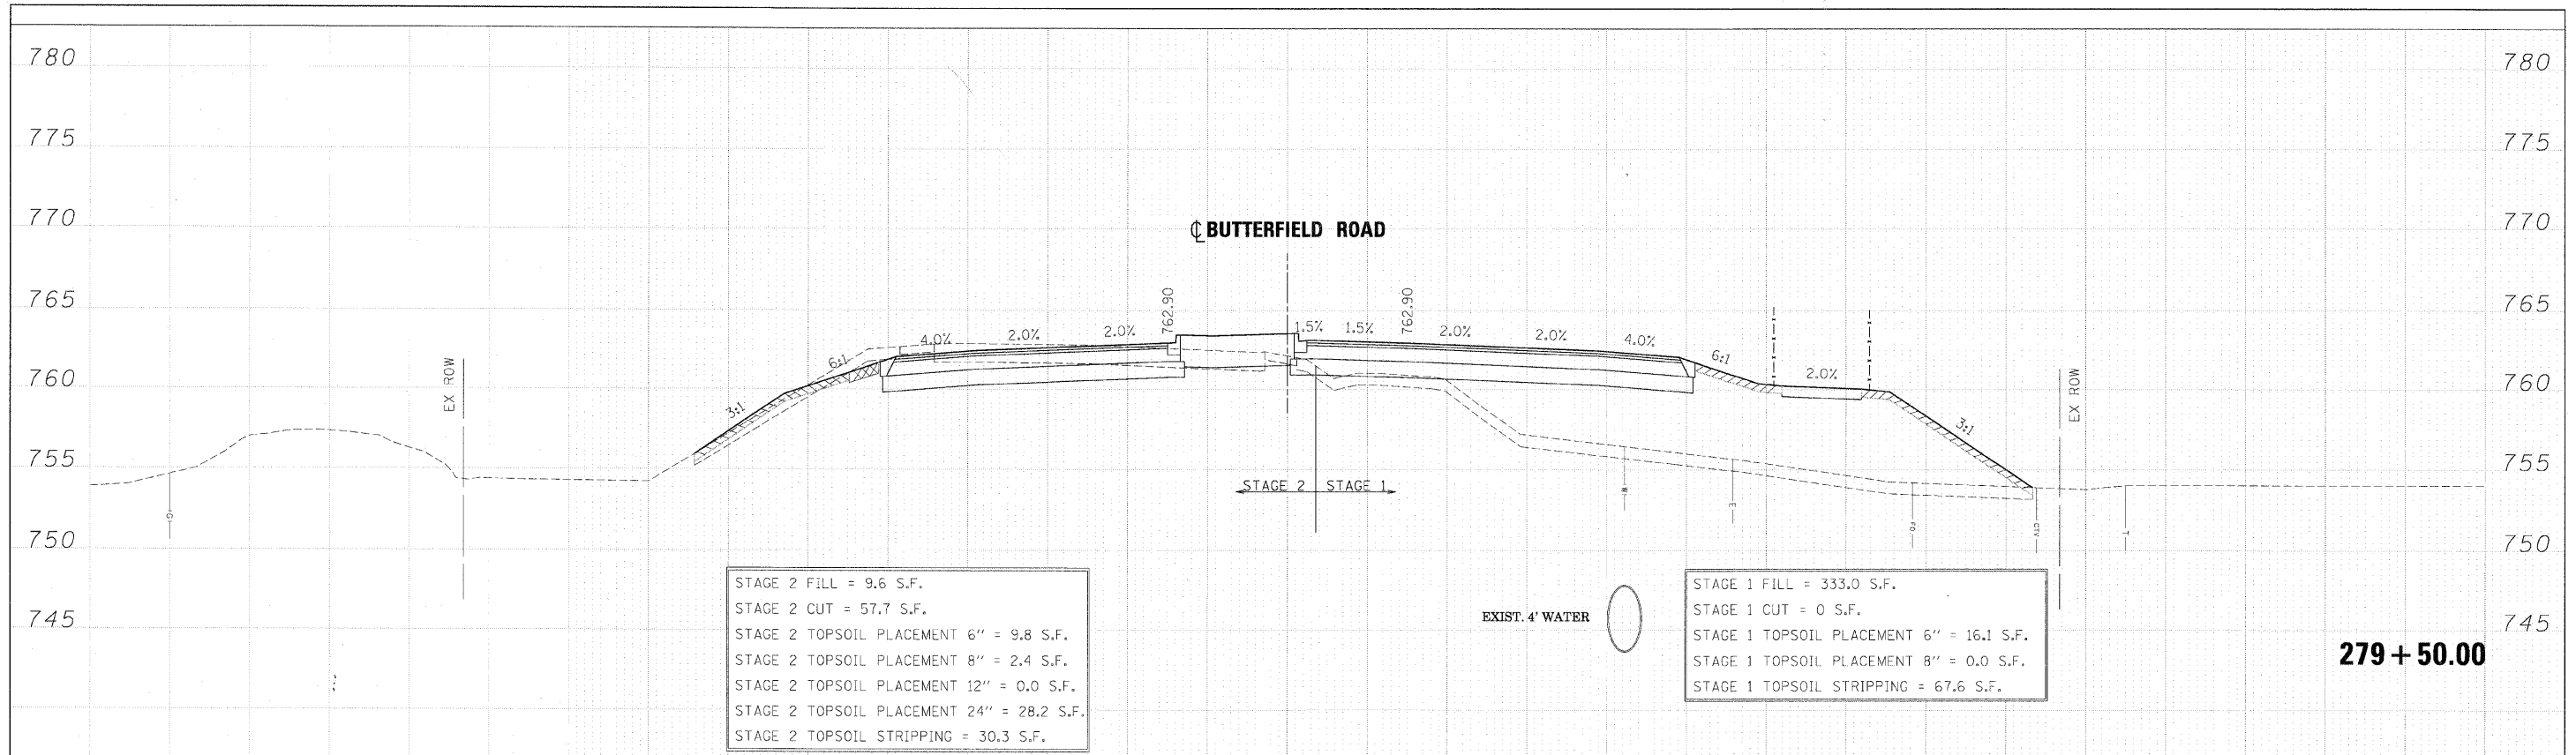 780 780
775 775
770 770
℄ BUTTERFIELD ROAD
765 765
762.90 762.90
4.0% 2.0% 2.0% 1.5% 1.5% 2.0% 2.0% 4.0%
6:1 6:1
2.0%
EX ROW EX ROW
760 760
3:1 3:1
755 755
STAGE 2 STAGE 1
G W E FO CTV T
750 750
STAGE 2 FILL = 9.6 S.F.
STAGE 2 CUT = 57.7 S.F.
STAGE 2 TOPSOIL PLACEMENT 6'' = 9.8 S.F.
STAGE 2 TOPSOIL PLACEMENT 8'' = 2.4 S.F.
STAGE 2 TOPSOIL PLACEMENT 12'' = 0.0 S.F.
STAGE 2 TOPSOIL PLACEMENT 24'' = 28.2 S.F.
STAGE 2 TOPSOIL STRIPPING = 30.3 S.F.
745 745
EXIST. 4' WATER
STAGE 1 FILL = 333.0 S.F.
STAGE 1 CUT = 0 S.F.
STAGE 1 TOPSOIL PLACEMENT 6'' = 16.1 S.F.
STAGE 1 TOPSOIL PLACEMENT 8'' = 0.0 S.F.
STAGE 1 TOPSOIL STRIPPING = 67.6 S.F.
279+50.00